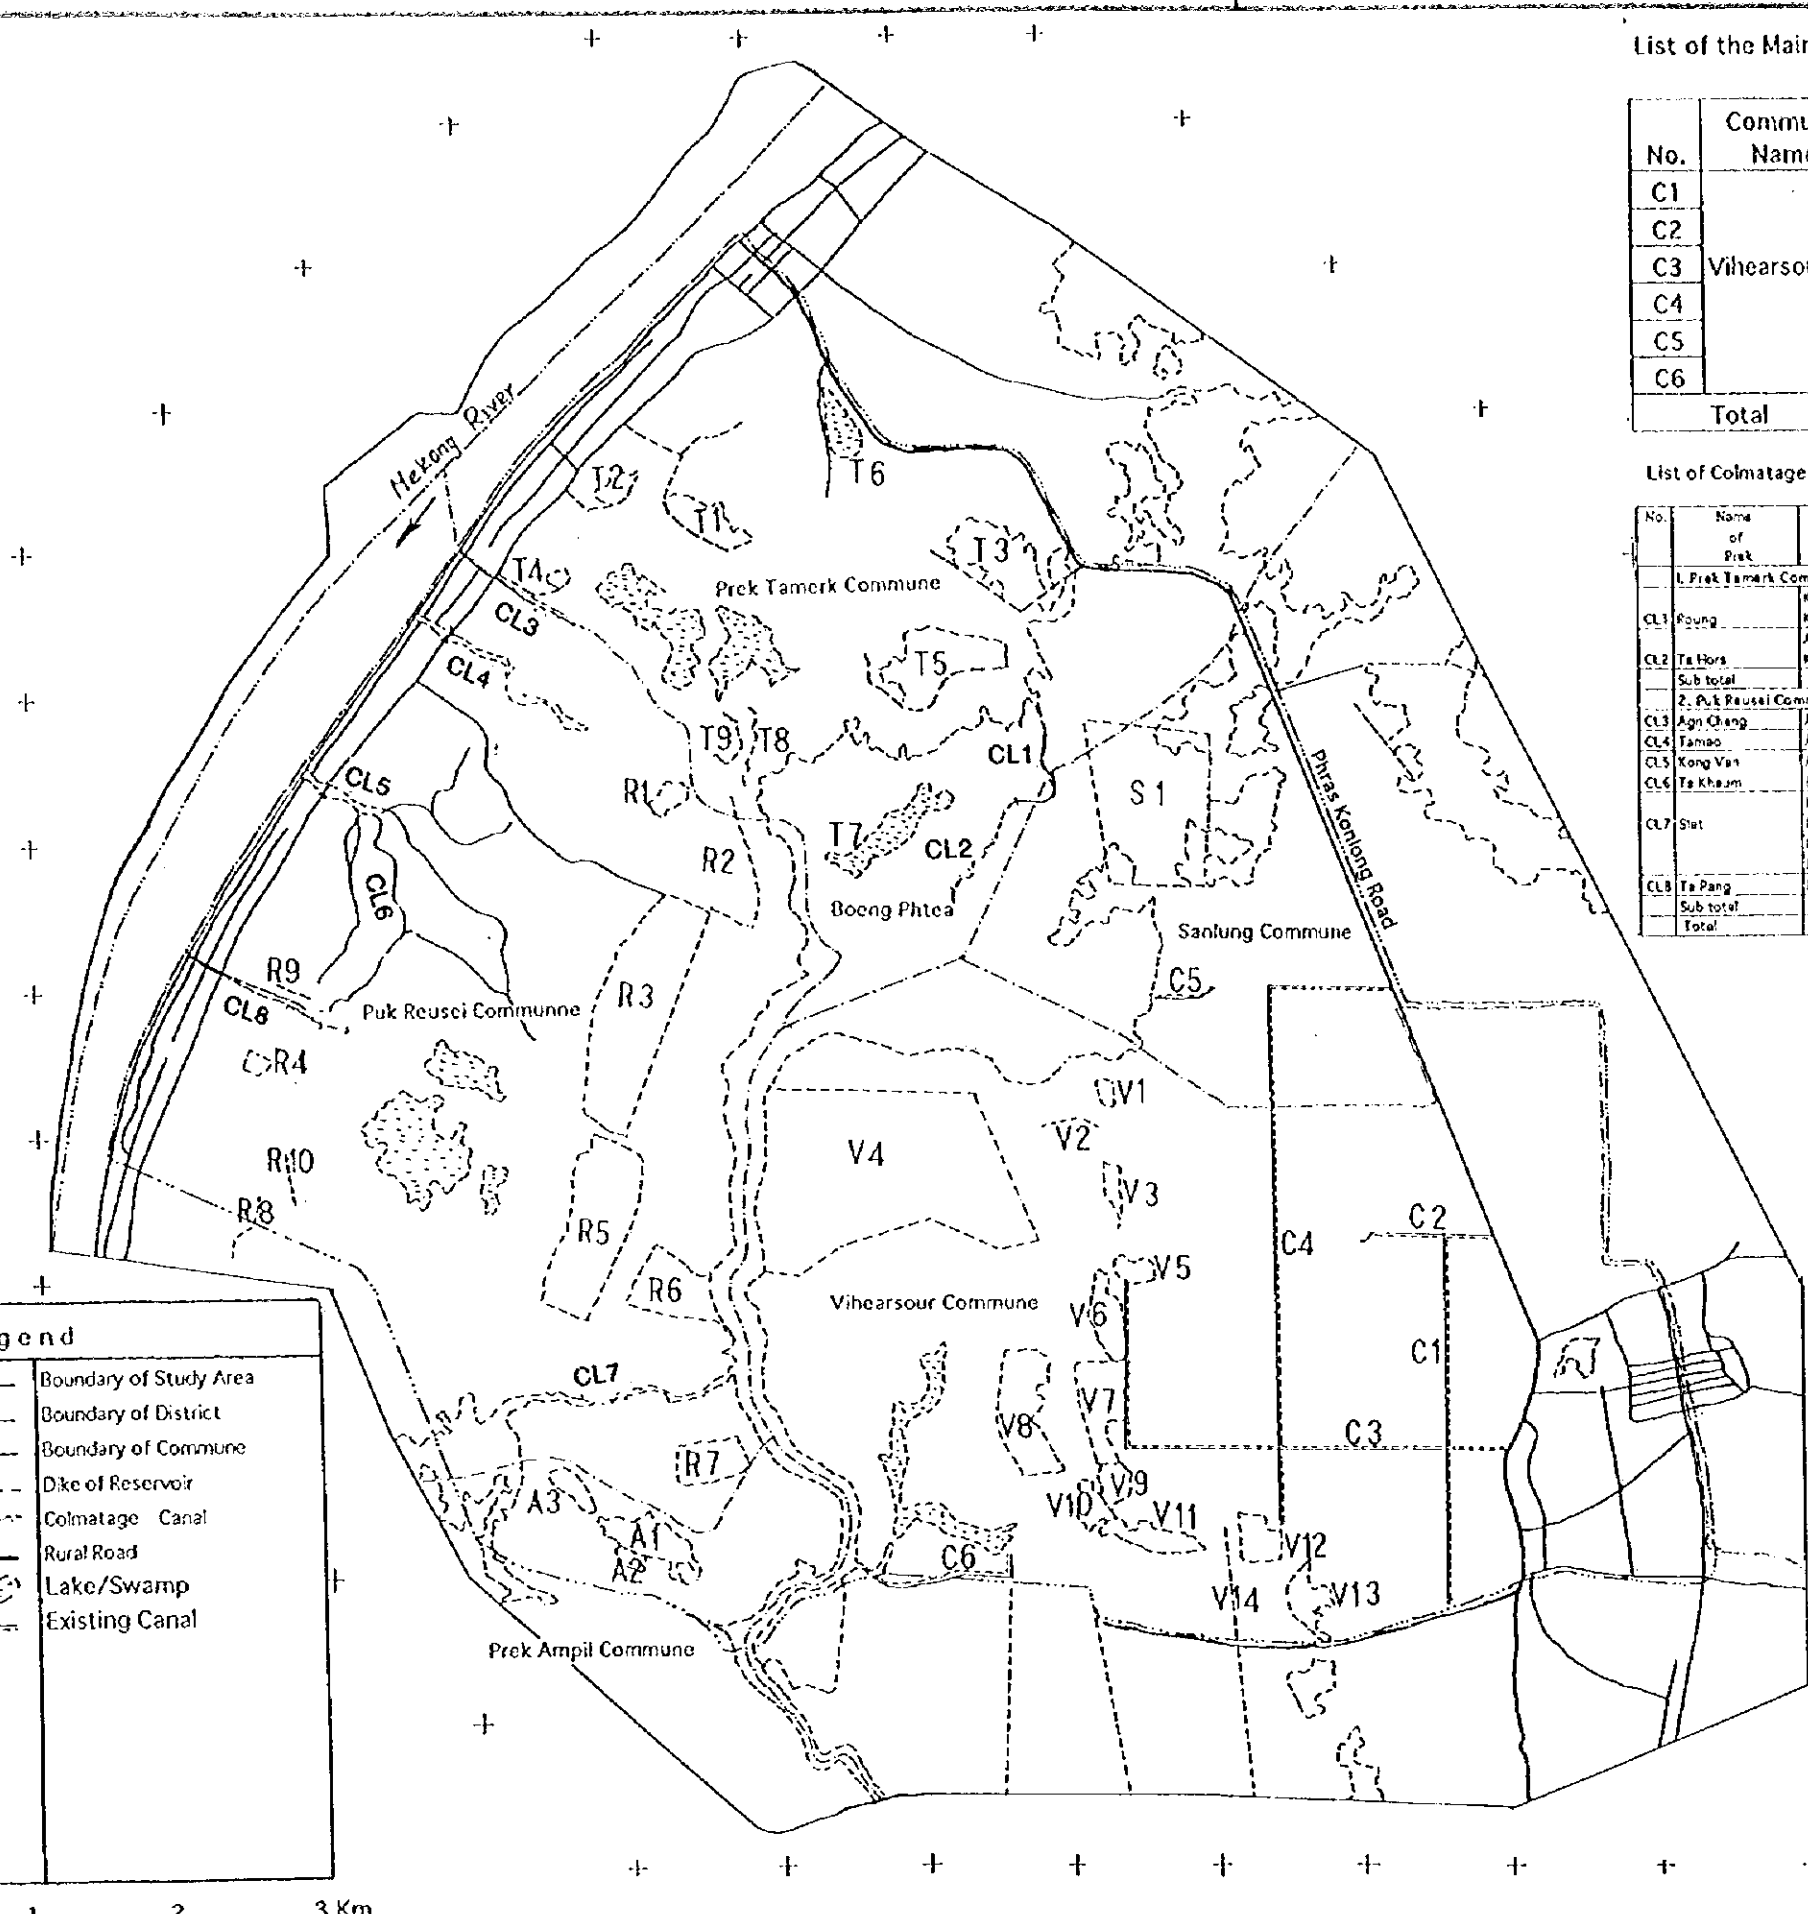 List of the Main
No.
Commu
Name
C1
C2
C3 Vihearsou
C4
C5
C6
Total
List of Colmatage
No. Name
of
Prek
1. Prek Tamerk Com
CL1 Roung
CL2 Ta Hors
Sub total
2. Puk Reusei Com
CL3 Agn Chang
CL4 Tamao
CL5 Kong Van
CL6 Ta Khaum
CL7 Slat
CL8 Ta Pang
Sub total
Total
Mekong River
T6
T2
T1
T3
T4
Prek Tamerk Commune
CL3
CL4
T5
T9 T8
CL1
CL5
R1
S1
Phras Konlong Road
T7
CL2
R2
CL6
Boeng Phtea
Sanlung Commune
R9
CL8
Puk Reusei Communne
R3
C5
R4
V1
V2
V4
R10
V3
R8
R5
C2
C4
V5
R6
Vihearsour Commune
V6
C1
CL7
V7
V8
C3
R7
V9
A3
V10
V11
A1
A2
C6
V12
V14
V13
Prek Ampil Commune
gend
Boundary of Study Area
Boundary of District
Boundary of Commune
Dike of Reservoir
Colmatage Canal
Rural Road
Lake/Swamp
Existing Canal
1 2 3 Km